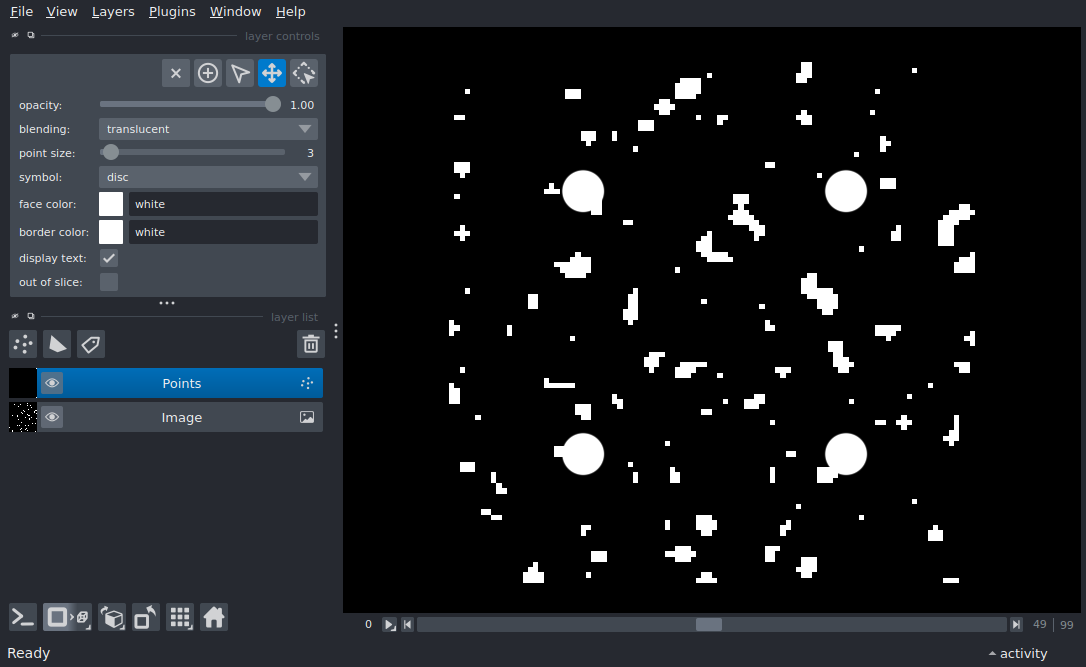 File View Layers Plugins Window Help
layer controls
opacity: 1.00
blending: translucent
point size: 3
symbol: disc
face color: white
border color: white
display text:
out of slice:
layer list
Points
Image
0 49 99
Ready activity